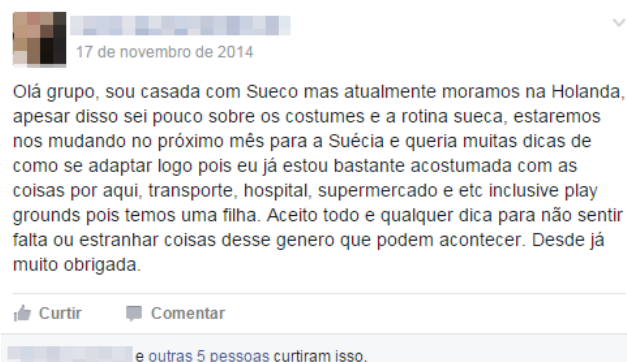 17 de novembro de 2014
Olá grupo, sou casada com Sueco mas atualmente moramos na Holanda,
apesar disso sei pouco sobre os costumes e a rotina sueca, estaremos
nos mudando no próximo mês para a Suécia e queria muitas dicas de
como se adaptar logo pois eu já estou bastante acostumada com as
coisas por aqui, transporte, hospital, supermercado e etc inclusive play
grounds pois temos uma filha. Aceito todo e qualquer dica para não sentir
falta ou estranhar coisas desse genero que podem acontecer. Desde já
muito obrigada.
Curtir Comentar
e outras 5 pessoas curtiram isso.